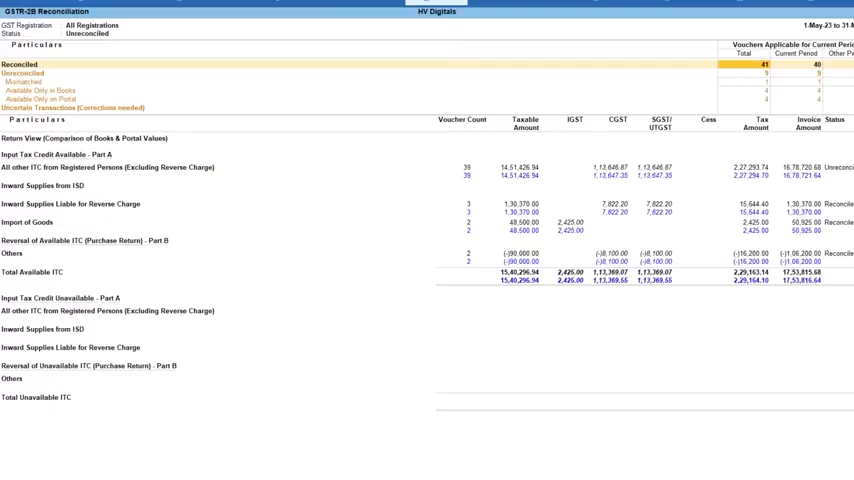 GSTR-2B Reconciliation HV Digitals
GST Registration : All Registrations 1-May-23 to 31-M
Status : Unreconciled
Particulars Vouchers Applicable for Current Period
Total Current Period Other Pe
Reconciled 41 40
Unreconciled 9 9
Mismatched 1 1
Available Only in Books 4 4
Available Only on Portal 4 4
Uncertain Transactions (Corrections needed)
Particulars Voucher Count Taxable Amount IGST CGST SGST/ UTGST Cess Tax Amount Invoice Amount Status
Return View (Comparison of Books & Portal Values)
Input Tax Credit Available - Part A
All other ITC from Registered Persons (Excluding Reverse Charge) 39 14,51,426.94 1,13,646.87 1,13,646.87 2,27,293.74 16,78,720.68 Unreconci
39 14,51,426.94 1,13,647.35 1,13,647.35 2,27,294.70 16,78,721.64
Inward Supplies from ISD
Inward Supplies Liable for Reverse Charge 3 1,30,370.00 7,822.20 7,822.20 15,644.40 1,30,370.00 Reconcile
3 1,30,370.00 7,822.20 7,822.20 15,644.40 1,30,370.00
Import of Goods 2 48,500.00 2,425.00 2,425.00 50,925.00 Reconcile
2 48,500.00 2,425.00 2,425.00 50,925.00
Reversal of Available ITC (Purchase Return) - Part B
Others 2 (-)90,000.00 (-)8,100.00 (-)8,100.00 (-)16,200.00 (-)1,06,200.00 Reconcile
2 (-)90,000.00 (-)8,100.00 (-)8,100.00 (-)16,200.00 (-)1,06,200.00
Total Available ITC 15,40,296.94 2,425.00 1,13,369.07 1,13,369.07 2,29,163.14 17,53,815.68
15,40,296.94 2,425.00 1,13,369.55 1,13,369.55 2,29,164.10 17,53,816.64
Input Tax Credit Unavailable - Part A
All other ITC from Registered Persons (Excluding Reverse Charge)
Inward Supplies from ISD
Inward Supplies Liable for Reverse Charge
Reversal of Unavailable ITC (Purchase Return) - Part B
Others
Total Unavailable ITC